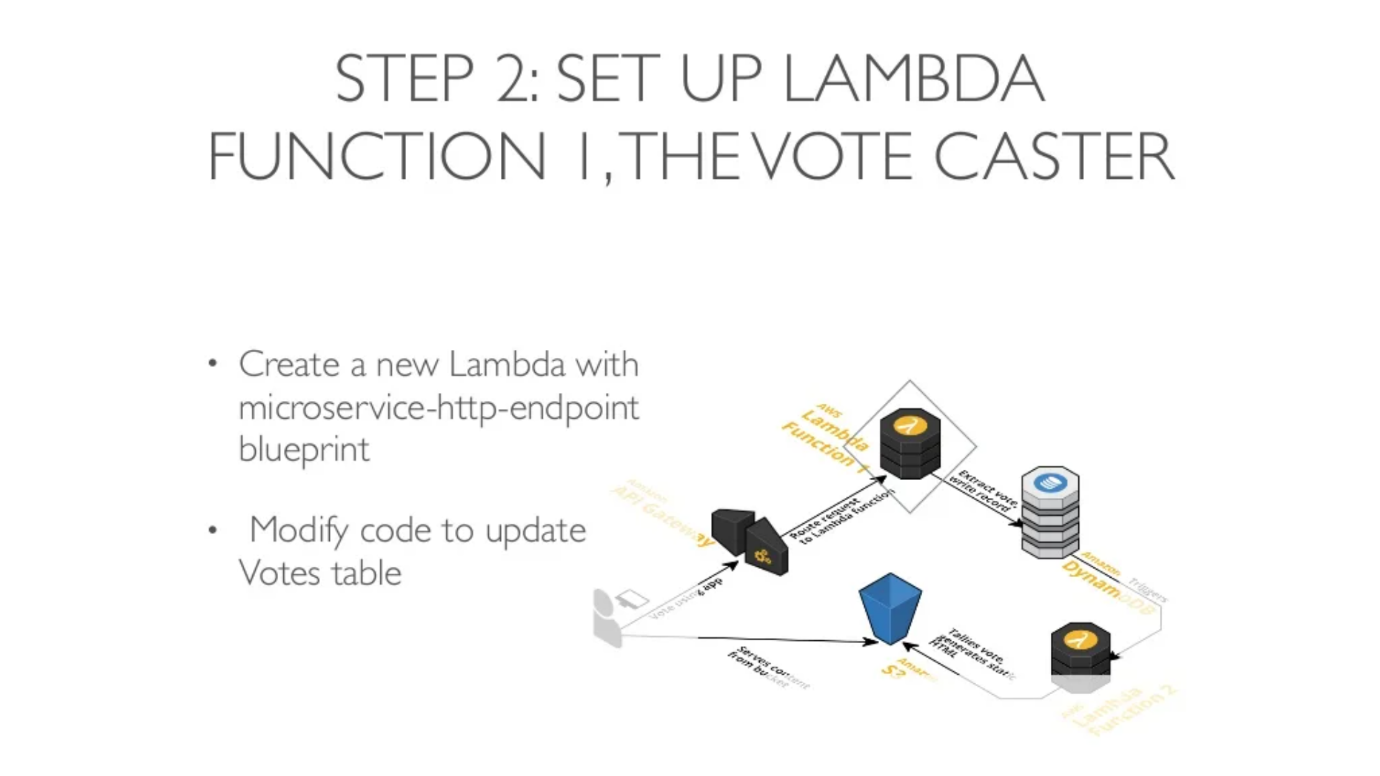 STEP 2: SET UP LAMBDA
FUNCTION 1, THE VOTE CASTER
• Create a new Lambda with
microservice-http-endpoint
blueprint
• Modify code to update
Votes table
AWS
Lambda
Function 1
Extract vote,
write record
Amazon
API Gateway
Route request
to Lambda function
Amazon
DynamoDB
Triggers
Vote using app
Tallies vote,
generates static
HTML
Serves content
from bucket
Amazon
S3
AWS
Lambda
Function 2